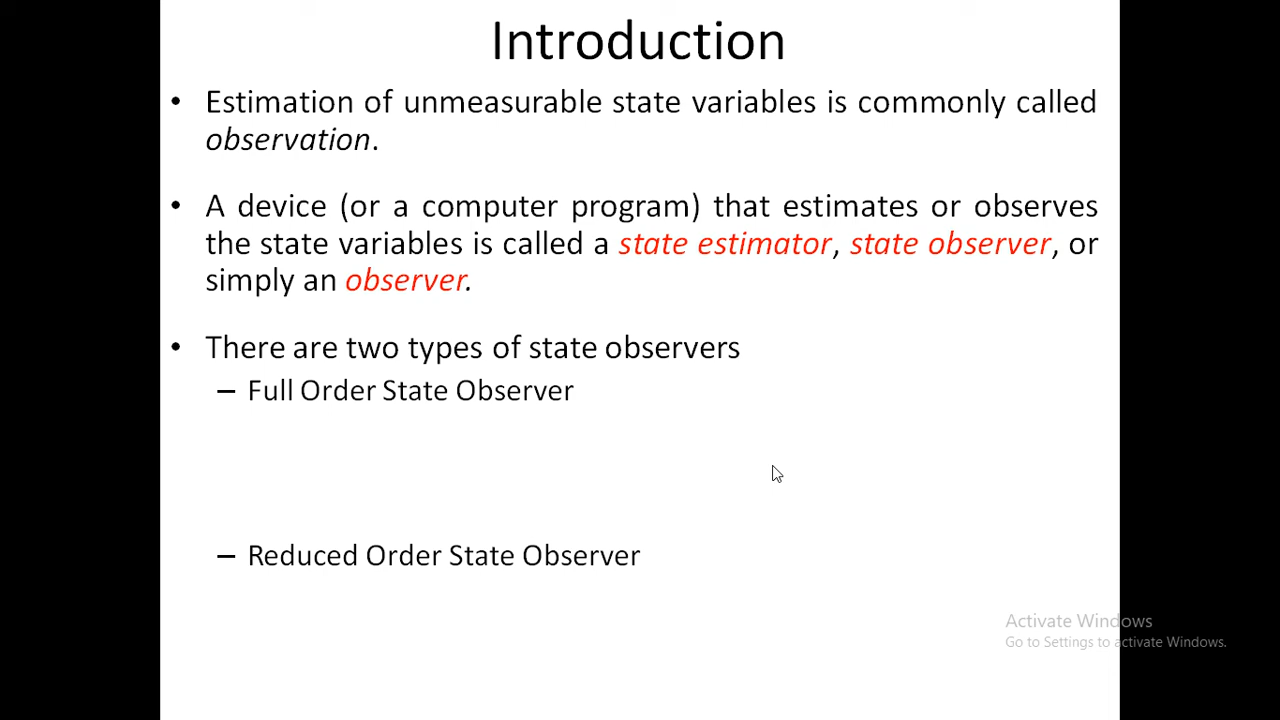 Introduction
• Estimation of unmeasurable state variables is commonly called
observation.
• A device (or a computer program) that estimates or observes
the state variables is called a state estimator, state observer, or
simply an observer.
• There are two types of state observers
– Full Order State Observer
– Reduced Order State Observer
Activate Windows
Go to Settings to activate Windows.